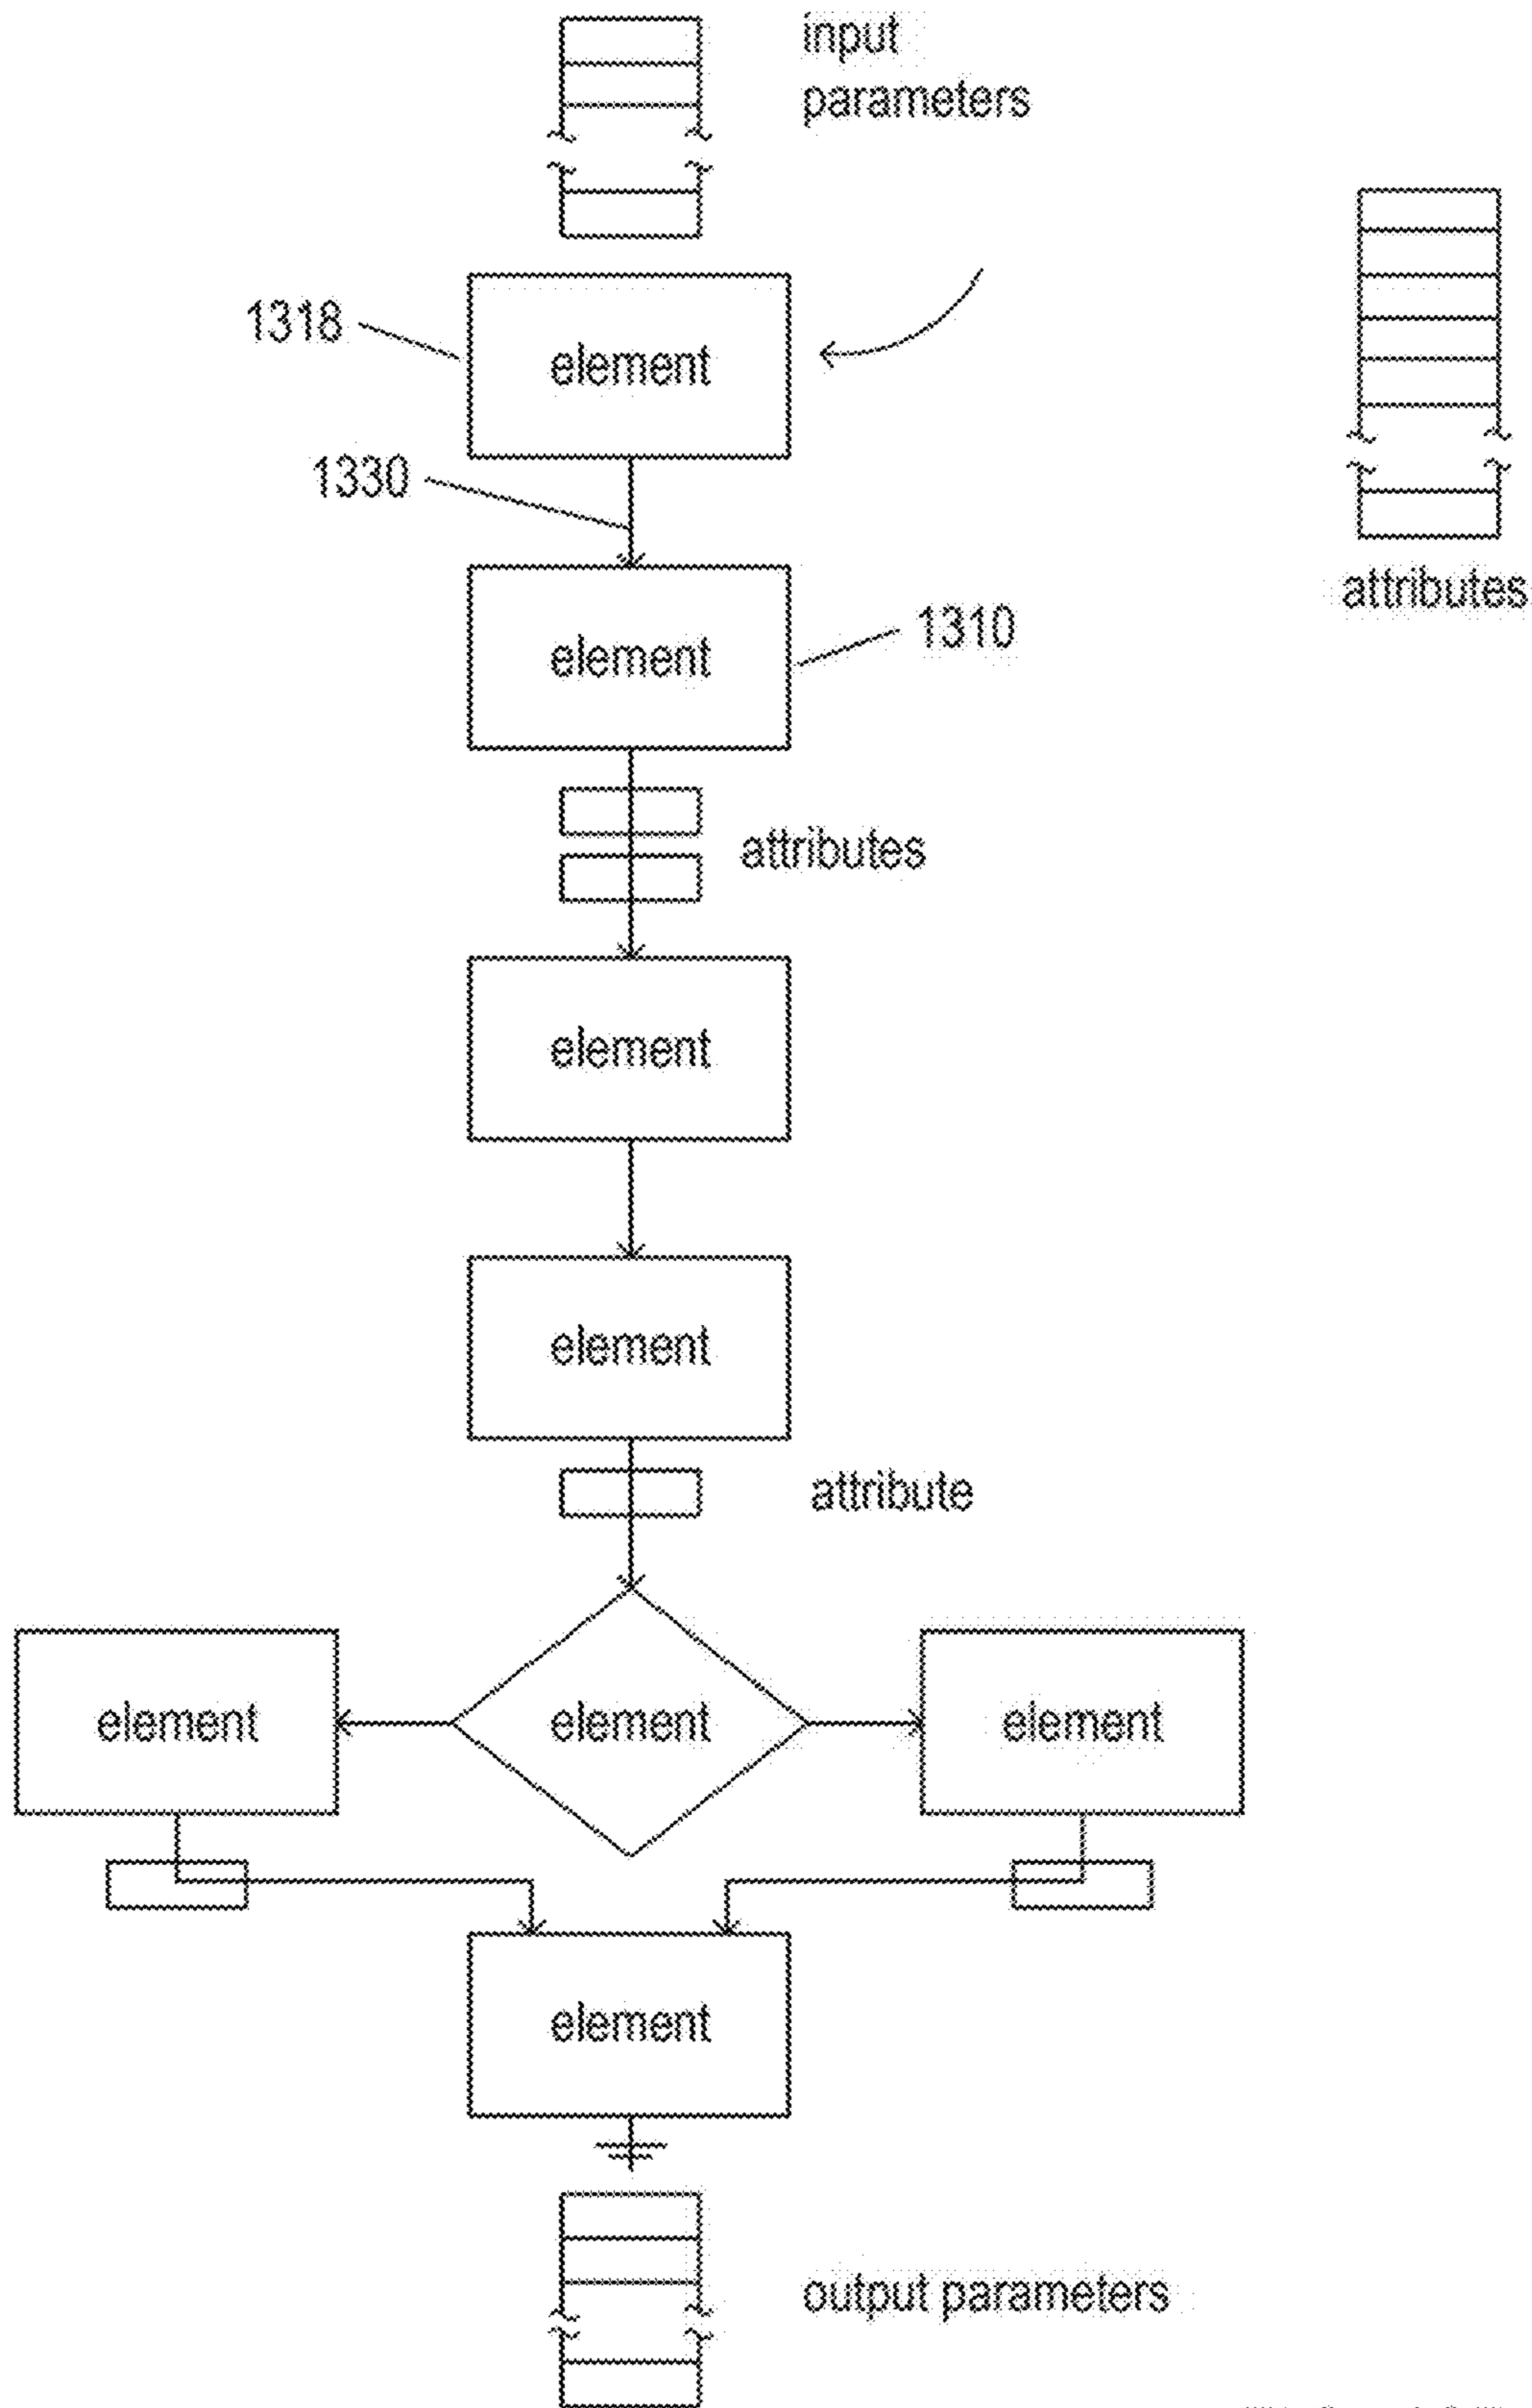 input
parameters
1318
element
1330
attributes
element
1310
attributes
element
element
attribute
element
element
element
element
output parameters